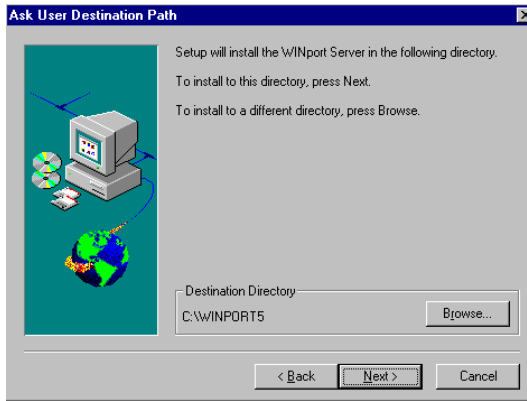 Ask User Destination Path
Setup will install the WINport Server in the following directory.
To install to this directory, press Next.
To install to a different directory, press Browse.
Destination Directory
C:\WINPORT5
Browse...
< Back
Next >
Cancel